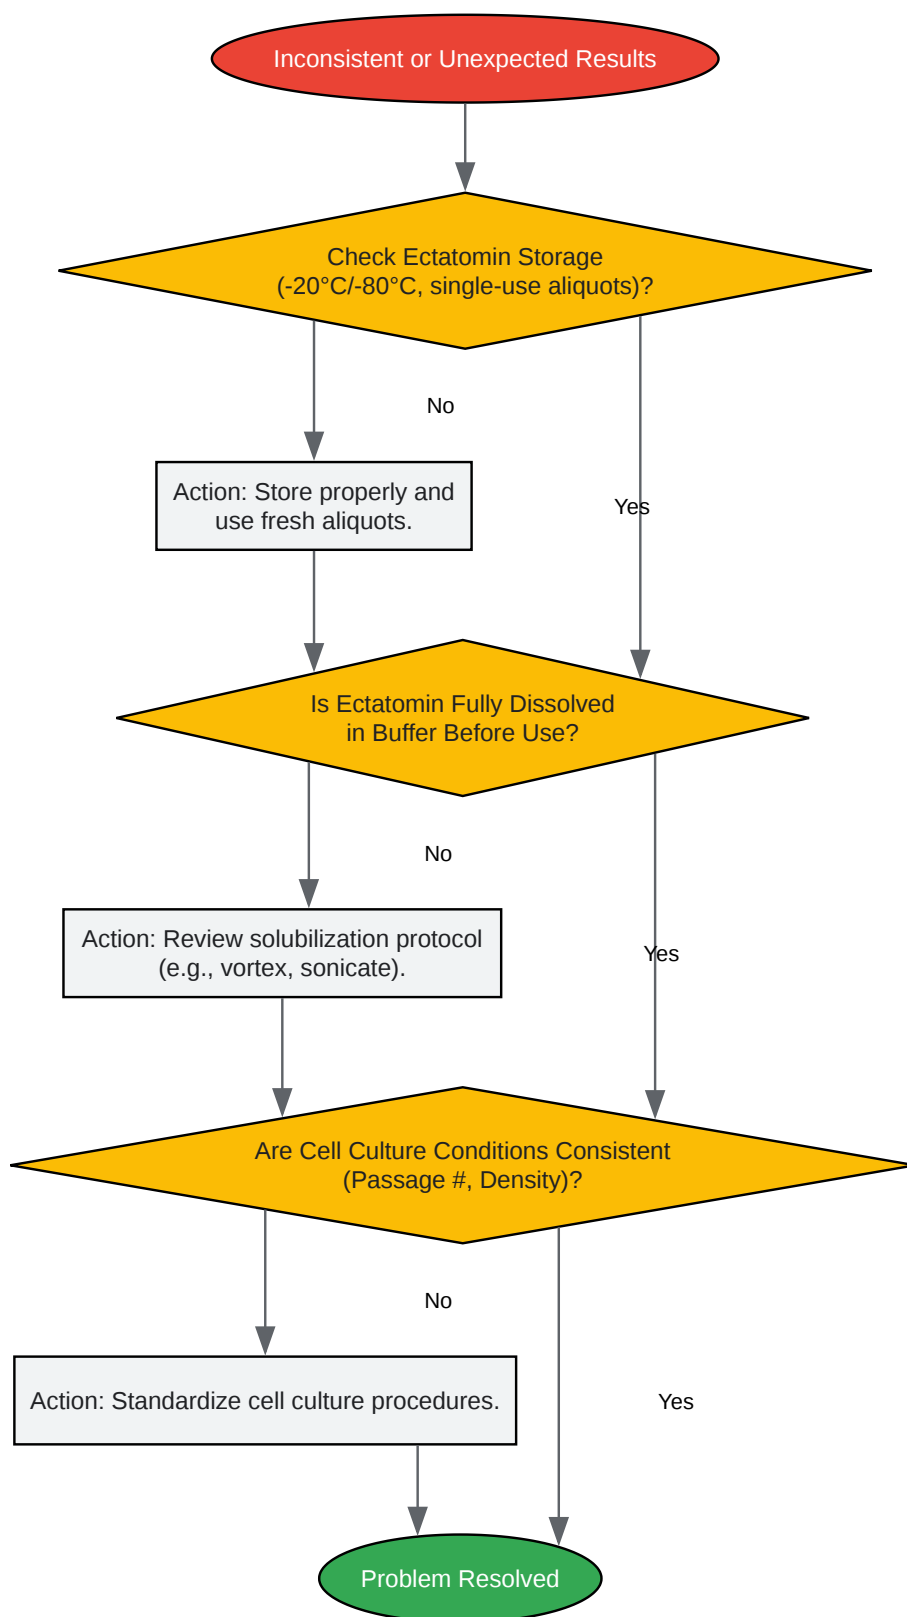 Inconsistent or Unexpected Results
Check Ectatomin Storage
(-20°C/-80°C, single-use aliquots)?
No
Action: Store properly and
use fresh aliquots.
Yes
Is Ectatomin Fully Dissolved
in Buffer Before Use?
No
Action: Review solubilization protocol
(e.g., vortex, sonicate).
Yes
Are Cell Culture Conditions Consistent
(Passage #, Density)?
No
Action: Standardize cell culture procedures.
Yes
Problem Resolved